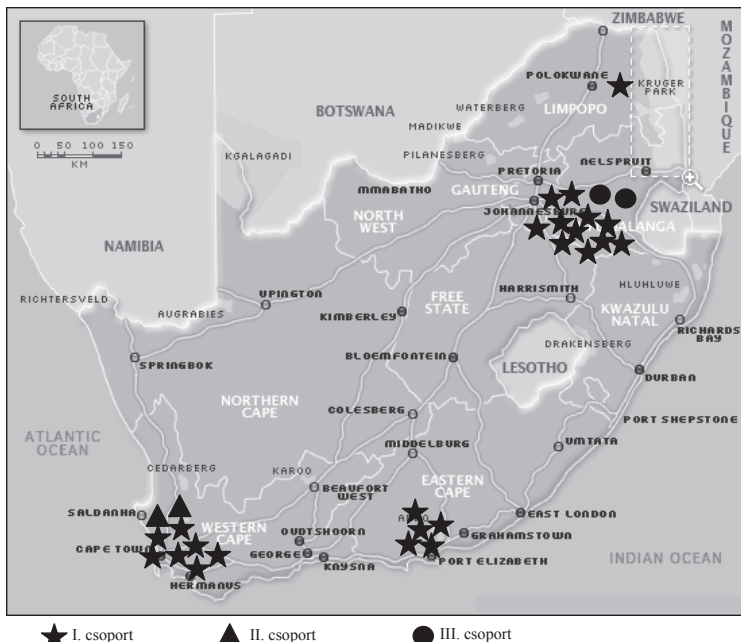 ZIMBABWE
MOZAMBIQUE
POLOKWANE
KRUGER
PARK
SOUTH
AFRICA
WATERBERG
LIMPOPO
BOTSWANA
MADIKWE
0 50 100 150
KM
KGALAGADI
PILANESBERG
NELSPRUIT
PRETORIA
MMABATHO
GAUTENG
SWAZILAND
JOHANNESBURG
NORTH
WEST
ALANGA
NAMIBIA
HLUHLUWE
HARRISMITH
RICHTERSVELD
UPINGTON
FREE
STATE
KWAZULU
NATAL
AUGRABIES
KIMBERLEY
RICHARDS
BAY
DRAKENSBERG
SPRINGBOK
BLOEMFONTEIN
LESOTHO
DURBAN
NORTHERN
CAPE
COLESBERG
PORT SHEPSTONE
ATLANTIC
OCEAN
MIDDELBURG
UMTATA
CEDARBERG
KAROO
EASTERN
CAPE
BEAUFORT
WEST
SALDANHA
EAST LONDON
WESTERN
CAPE
OUDTSHOORN
GRAHAMSTOWN
CAPE TOWN
GEORGE
KNYSNA
PORT ELIZABETH
INDIAN OCEAN
HERMANUS
I. csoport
II. csoport
III. csoport